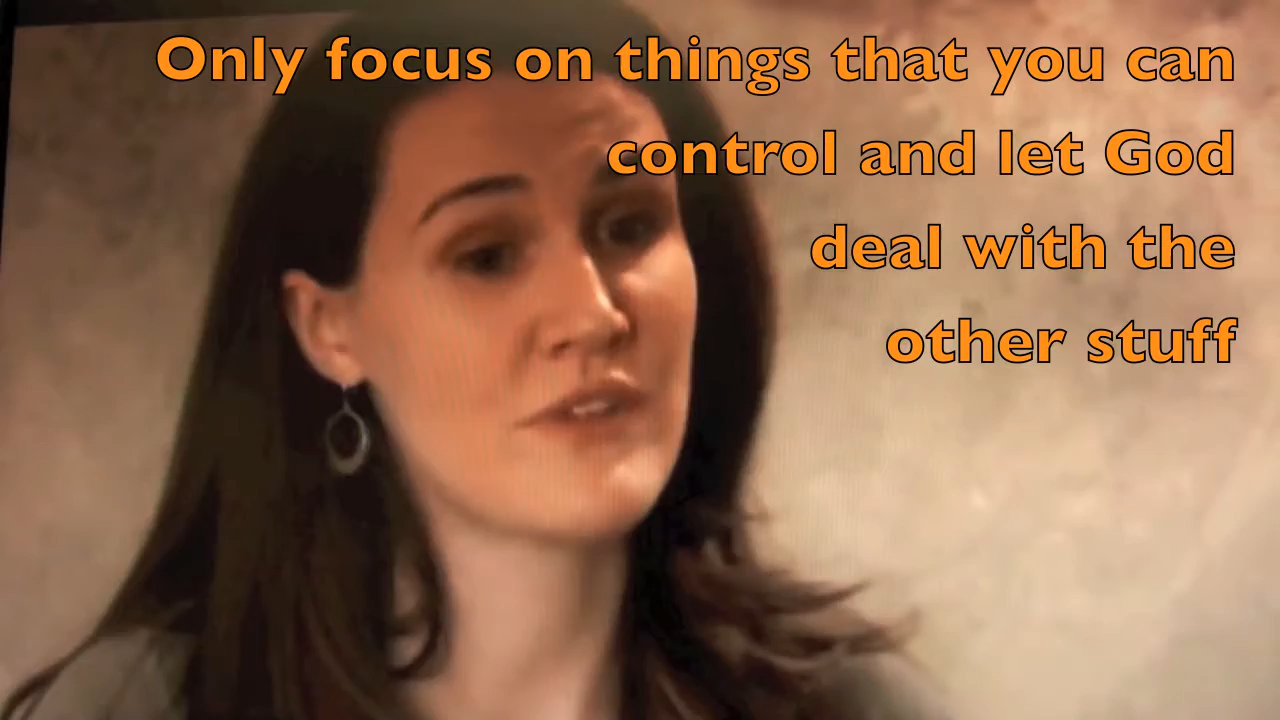 Only focus on things that you can
control and let God
deal with the
other stuff